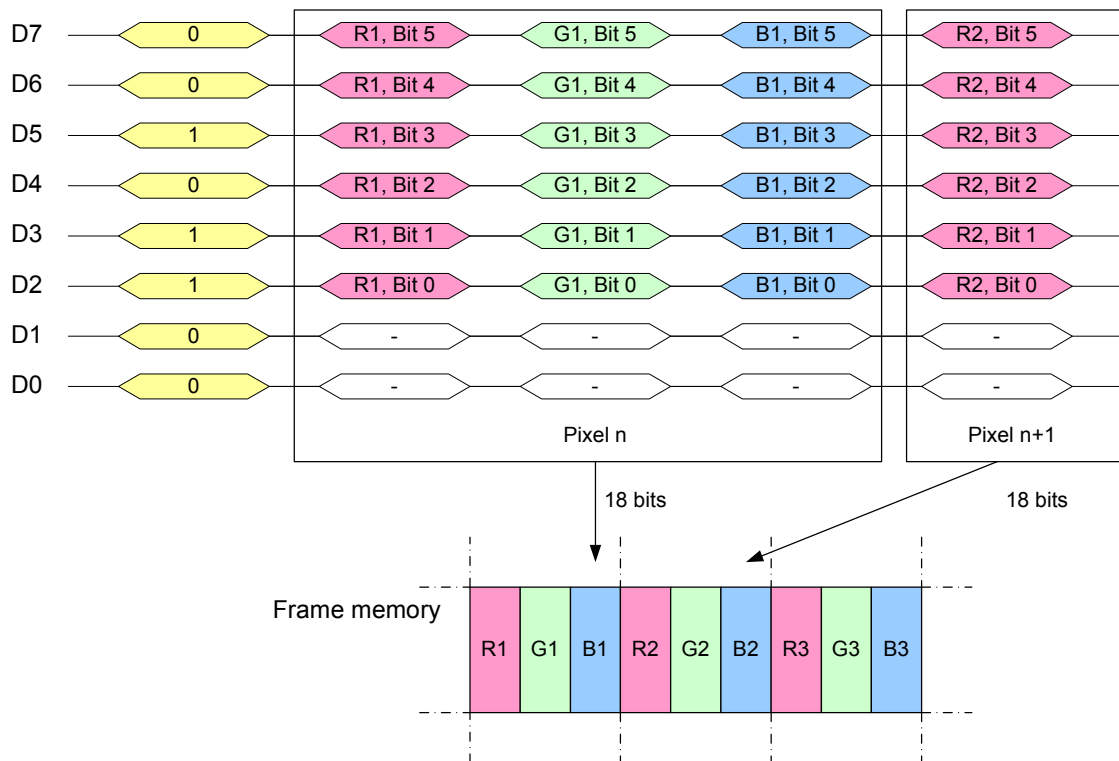 D7 0 R1, Bit 5 G1, Bit 5 B1, Bit 5 R2, Bit 5
D6 0 R1, Bit 4 G1, Bit 4 B1, Bit 4 R2, Bit 4
D5 1 R1, Bit 3 G1, Bit 3 B1, Bit 3 R2, Bit 3
D4 0 R1, Bit 2 G1, Bit 2 B1, Bit 2 R2, Bit 2
D3 1 R1, Bit 1 G1, Bit 1 B1, Bit 1 R2, Bit 1
D2 1 R1, Bit 0 G1, Bit 0 B1, Bit 0 R2, Bit 0
D1 0 - - - -
D0 0 - - - -
Pixel n Pixel n+1
18 bits 18 bits
Frame memory
R1 G1 B1 R2 G2 B2 R3 G3 B3